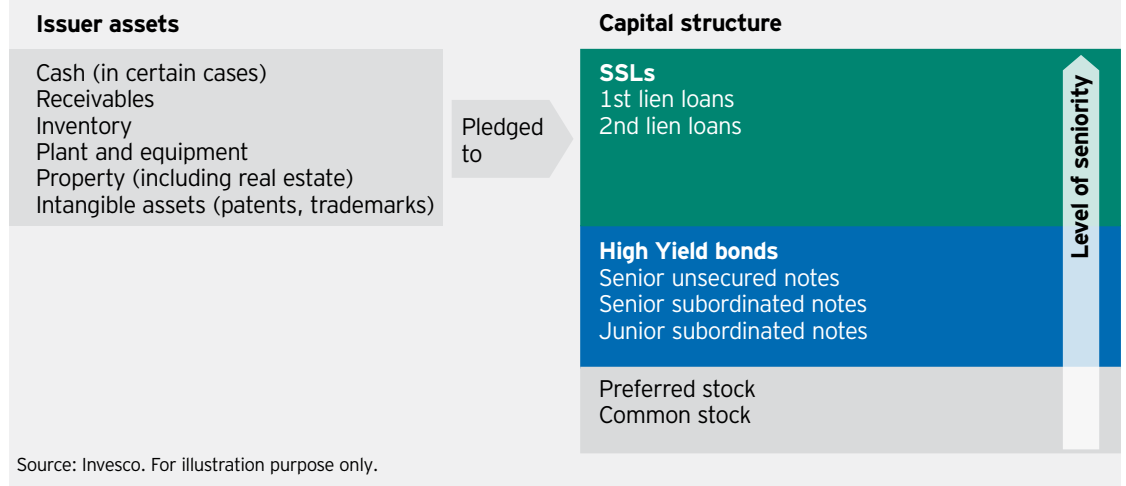 Issuer assets
Cash (in certain cases)
Receivables
Inventory
Plant and equipment
Property (including real estate)
Intangible assets (patents, trademarks)
Pledged
to
Capital structure
SSLs
1st lien loans
2nd lien loans
High Yield bonds
Senior unsecured notes
Senior subordinated notes
Junior subordinated notes
Preferred stock
Common stock
Level of seniority
Source: Invesco. For illustration purpose only.